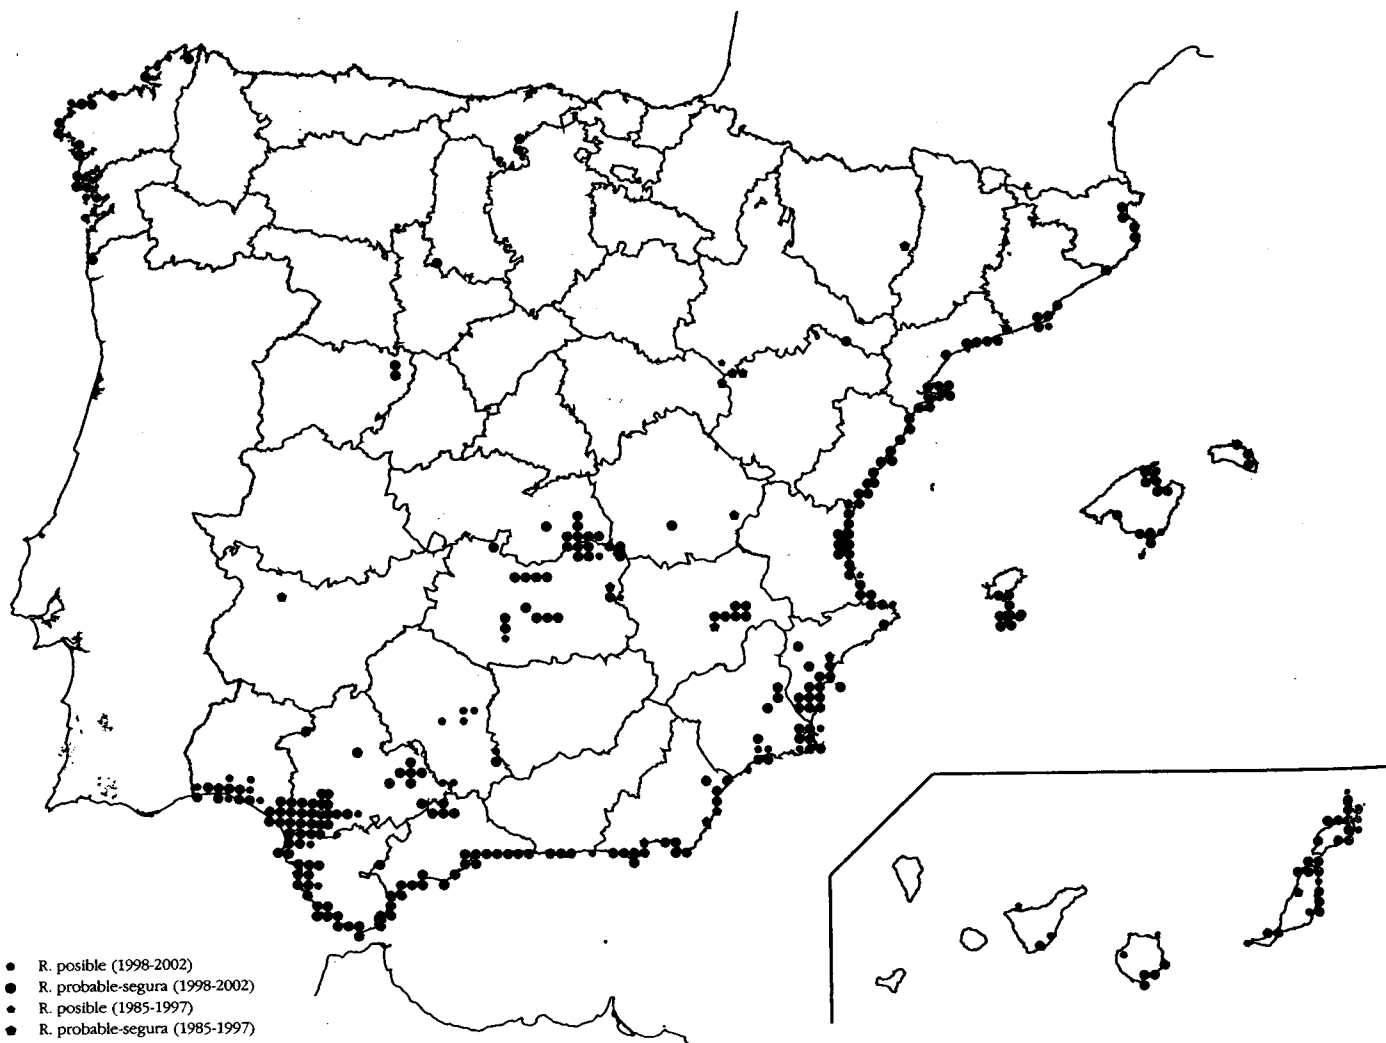 R. posible (1998-2002)
R. probable-segura (1998-2002)
R. posible (1985-1997)
R. probable-segura (1985-1997)